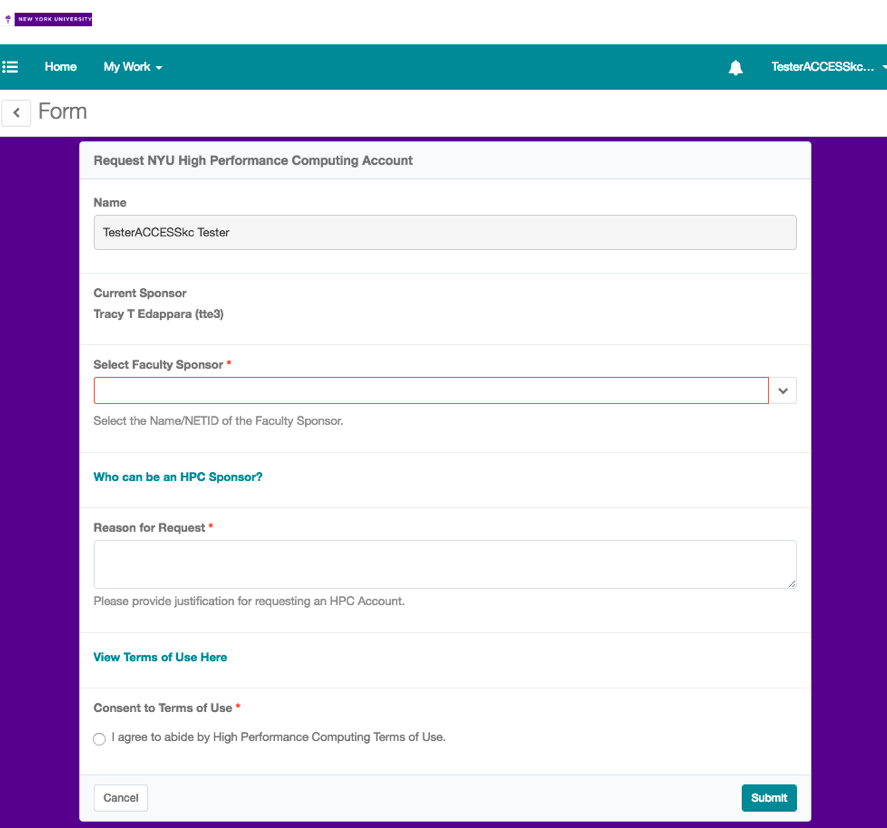 NEW YORK UNIVERSITY
Home
My Work
TesterACCESSkc...
Form
Request NYU High Performance Computing Account
Name
TesterACCESSkc Tester
Current Sponsor
Tracy T Edappara (tte3)
Select Faculty Sponsor *
Select the Name/NETID of the Faculty Sponsor.
Who can be an HPC Sponsor?
Reason for Request *
Please provide justification for requesting an HPC Account.
View Terms of Use Here
Consent to Terms of Use *
I agree to abide by High Performance Computing Terms of Use.
Cancel
Submit